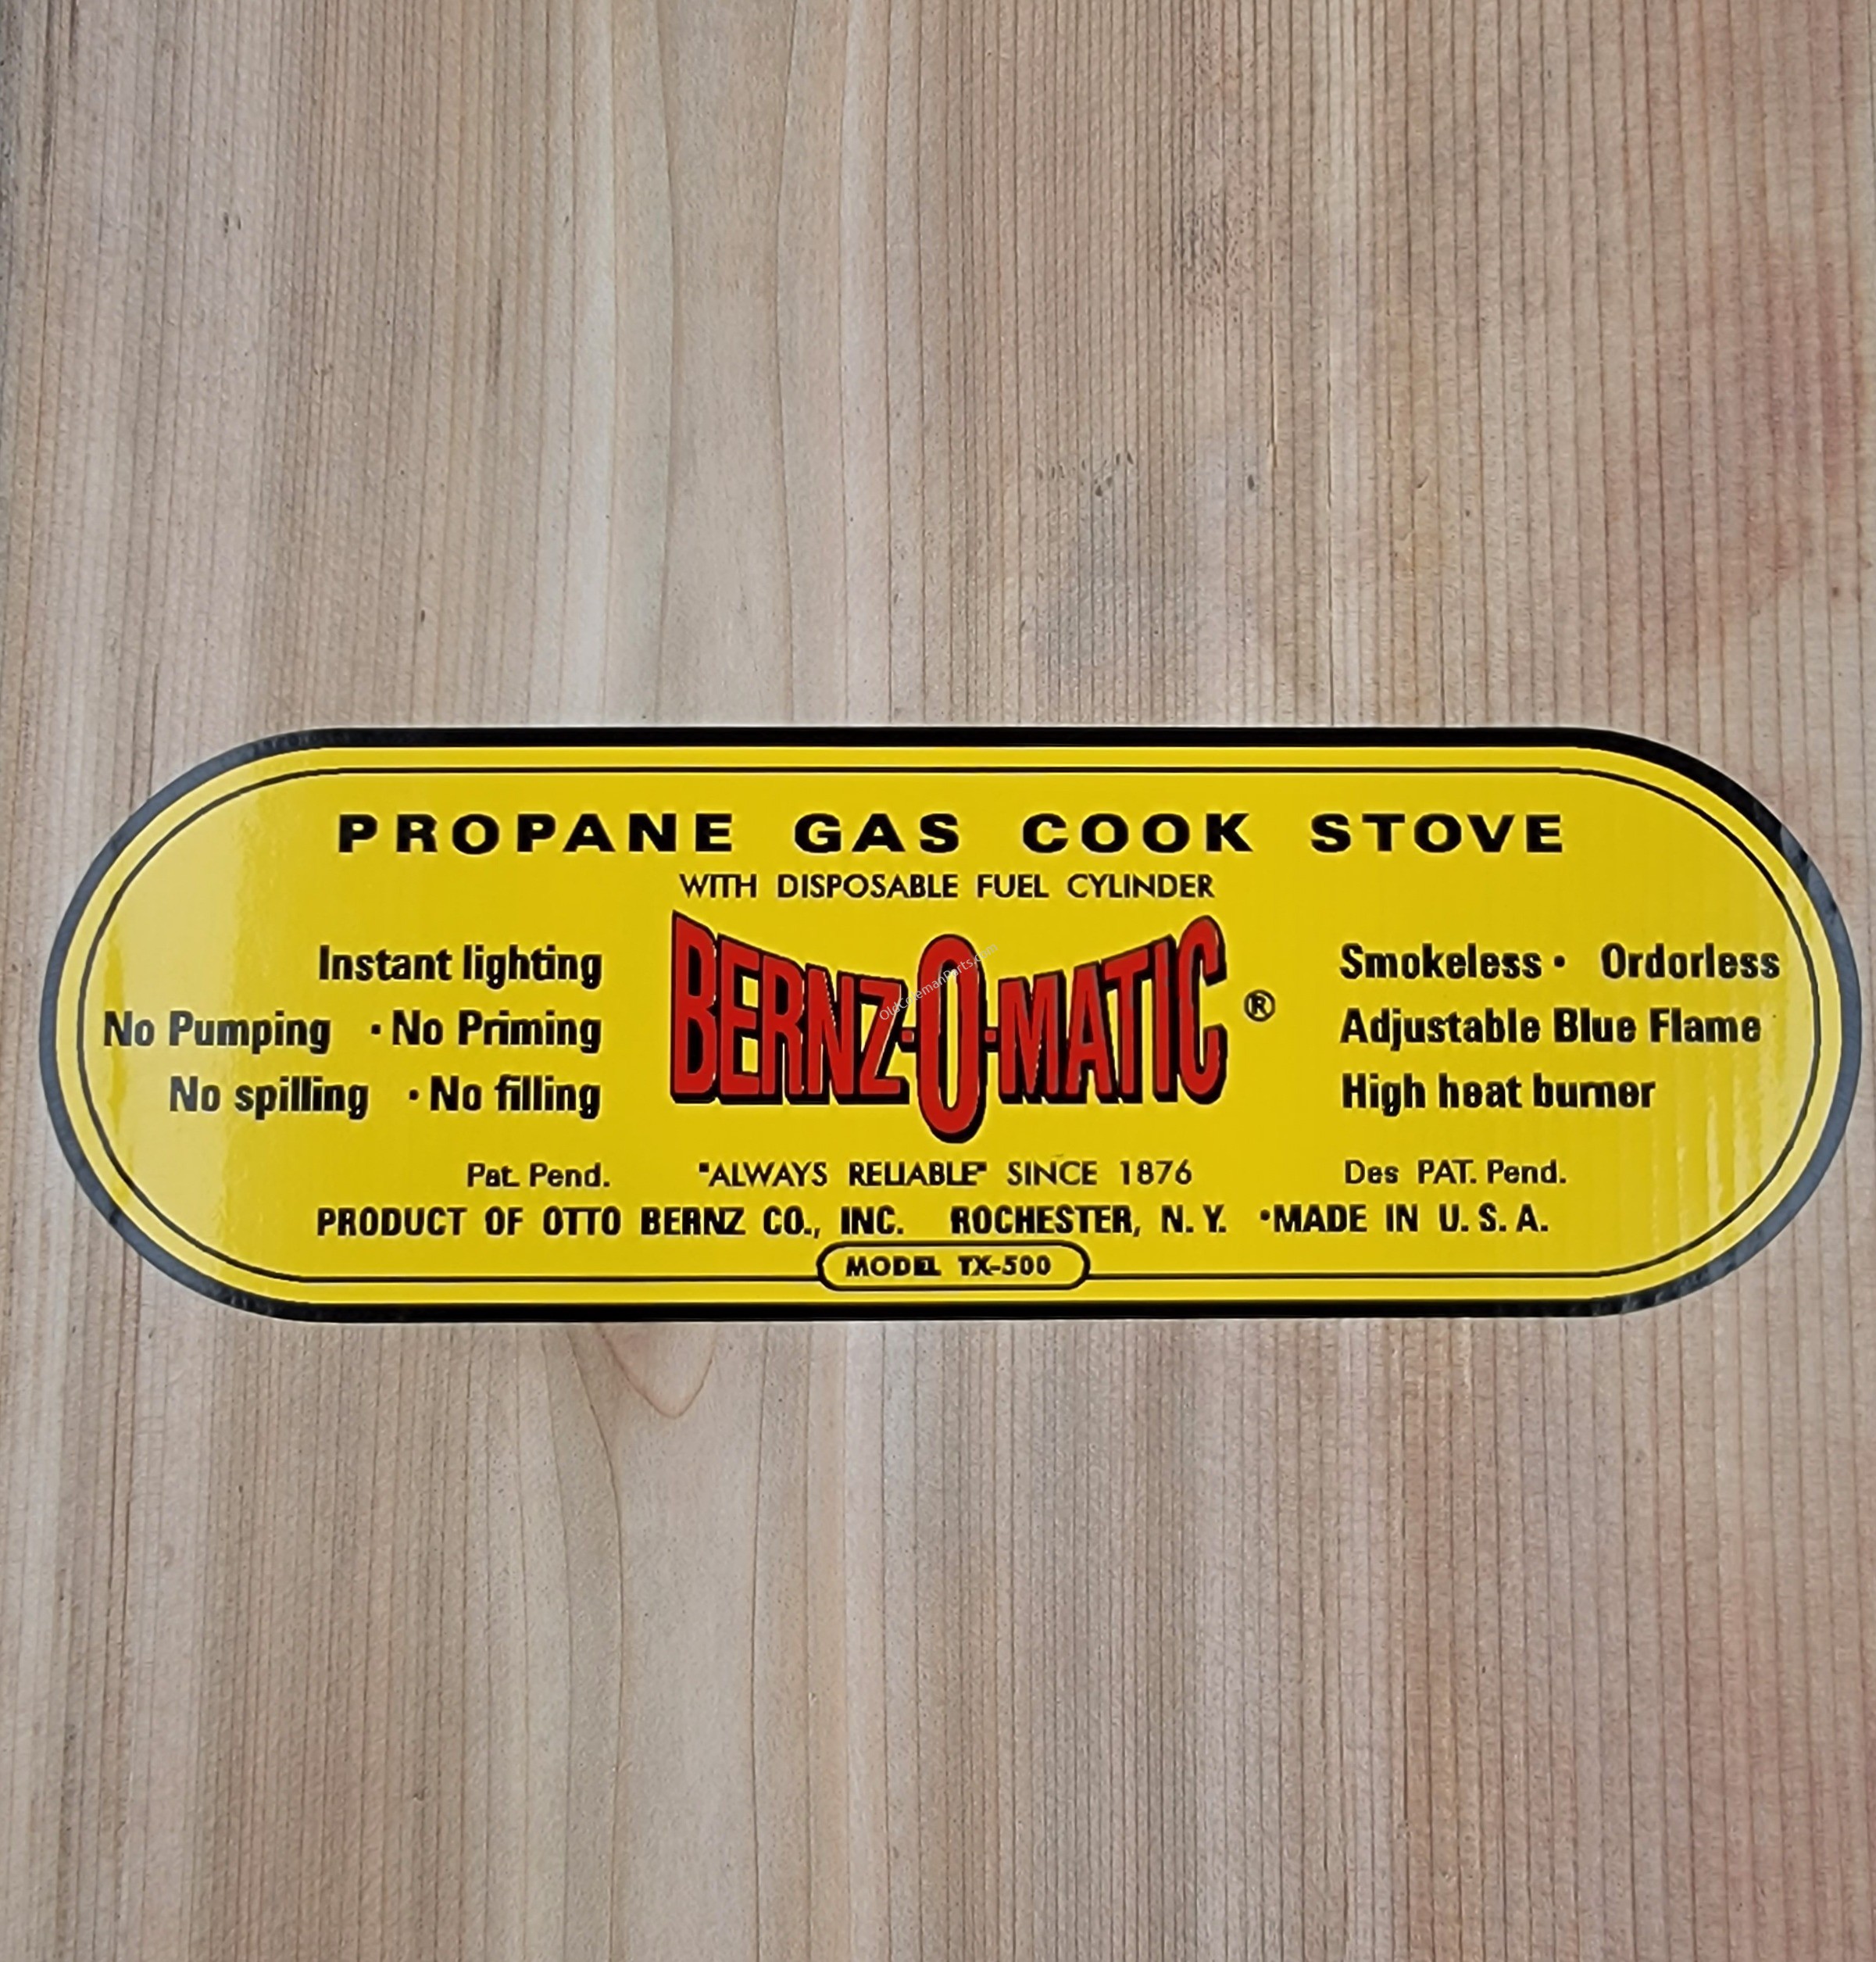 PROPANE GAS COOK STOVE
WITH DISPOSABLE FUEL CYLINDER
Instant lighting
No Pumping • No Priming
No spilling • No filling
BERNZ-O-MATIC ®
OldColemanParts.com
Smokeless • Ordorless
Adjustable Blue Flame
High heat burner
Pat. Pend. "ALWAYS RELIABLE" SINCE 1876 Des PAT. Pend.
PRODUCT OF OTTO BERNZ CO., INC. ROCHESTER, N. Y. •MADE IN U. S. A.
MODEL TX-500